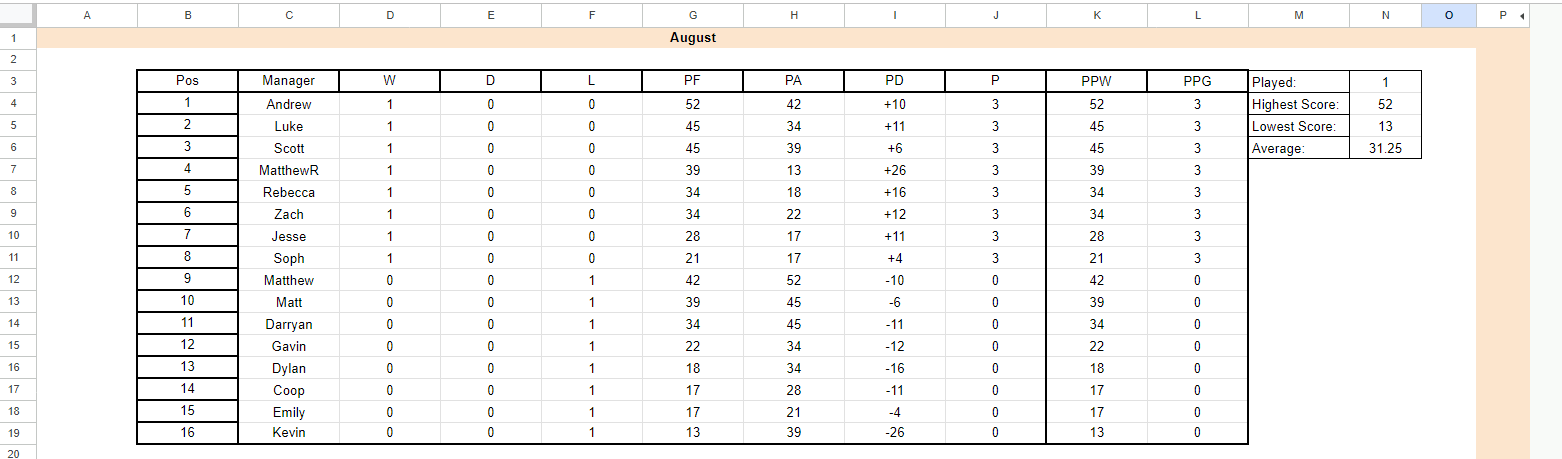 A B C D E F G H I J K L M N O P
1 August
2
3 Pos Manager W D L PF PA PD P PPW PPG Played: 1
4 1 Andrew 1 0 0 52 42 +10 3 52 3 Highest Score: 52
5 2 Luke 1 0 0 45 34 +11 3 45 3 Lowest Score: 13
6 3 Scott 1 0 0 45 39 +6 3 45 3 Average: 31.25
7 4 MatthewR 1 0 0 39 13 +26 3 39 3
8 5 Rebecca 1 0 0 34 18 +16 3 34 3
9 6 Zach 1 0 0 34 22 +12 3 34 3
10 7 Jesse 1 0 0 28 17 +11 3 28 3
11 8 Soph 1 0 0 21 17 +4 3 21 3
12 9 Matthew 0 0 1 42 52 -10 0 42 0
13 10 Matt 0 0 1 39 45 -6 0 39 0
14 11 Darryan 0 0 1 34 45 -11 0 34 0
15 12 Gavin 0 0 1 22 34 -12 0 22 0
16 13 Dylan 0 0 1 18 34 -16 0 18 0
17 14 Coop 0 0 1 17 28 -11 0 17 0
18 15 Emily 0 0 1 17 21 -4 0 17 0
19 16 Kevin 0 0 1 13 39 -26 0 13 0
20